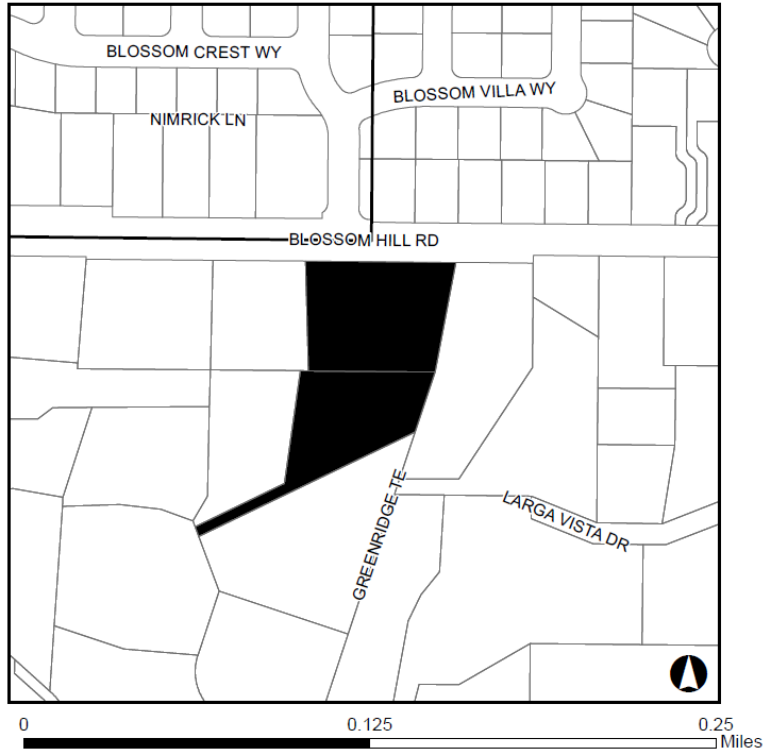 BLOSSOM CREST WY
BLOSSOM VILLA WY
NIMRICK LN
BLOSSOM HILL RD
GREENRIDGE TE
LARGA VISTA DR
0 0.125 0.25
Miles